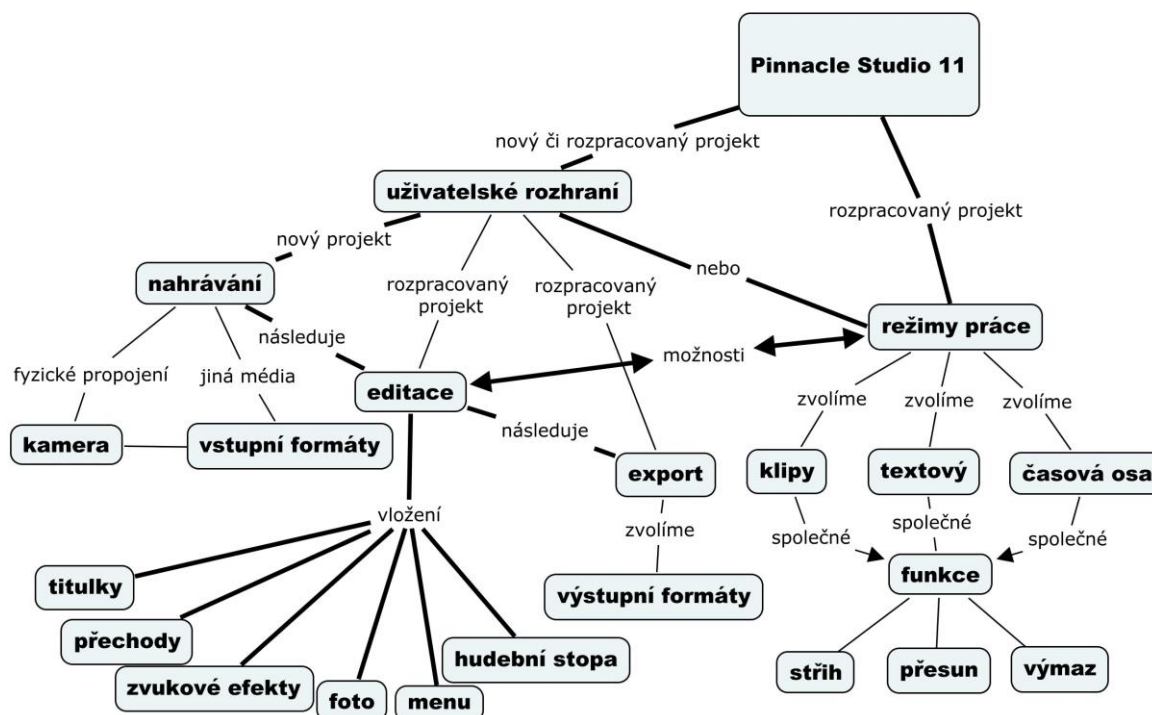 Pinnacle Studio 11
nový či rozpracovaný projekt
uživatelské rozhraní
rozpracovaný projekt
nový projekt
nebo
nahrávání
rozpracovaný
projekt
rozpracovaný
projekt
režimy práce
následuje
možnosti
fyzické propojení
jiná média
editace
zvolíme
zvolíme
zvolíme
kamera
vstupní formáty
následuje
export
klipy
textový
časová osa
vložení
zvolíme
společné
společné
společné
titulky
výstupní formáty
funkce
přechody
hudební stopa
zvukové efekty
foto
menu
střih
přesun
výmaz